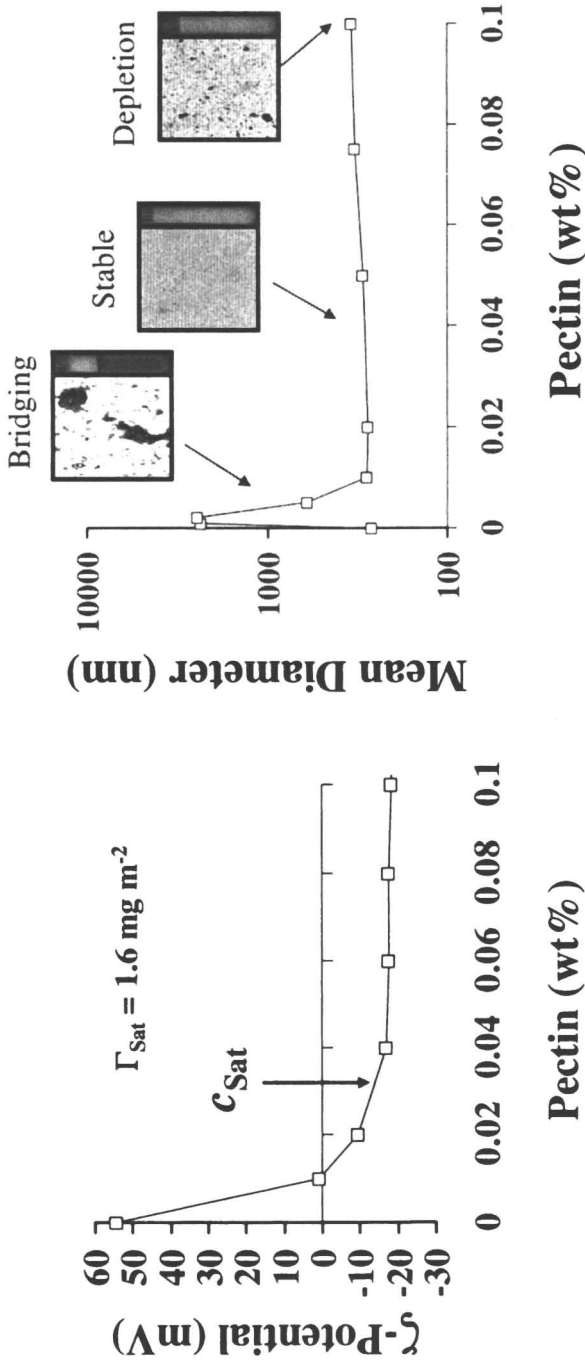 ΓSat = 1.6 mg m-2
cSat
60
50
40
30
20
10
0
-10
-20
-30
ζ-Potential (mV)
0
0.02
0.04
0.06
0.08
0.1
Pectin (wt%)
Bridging
Stable
Depletion
10000
1000
100
Mean Diameter (nm)
0
0.02
0.04
0.06
0.08
0.1
Pectin (wt%)